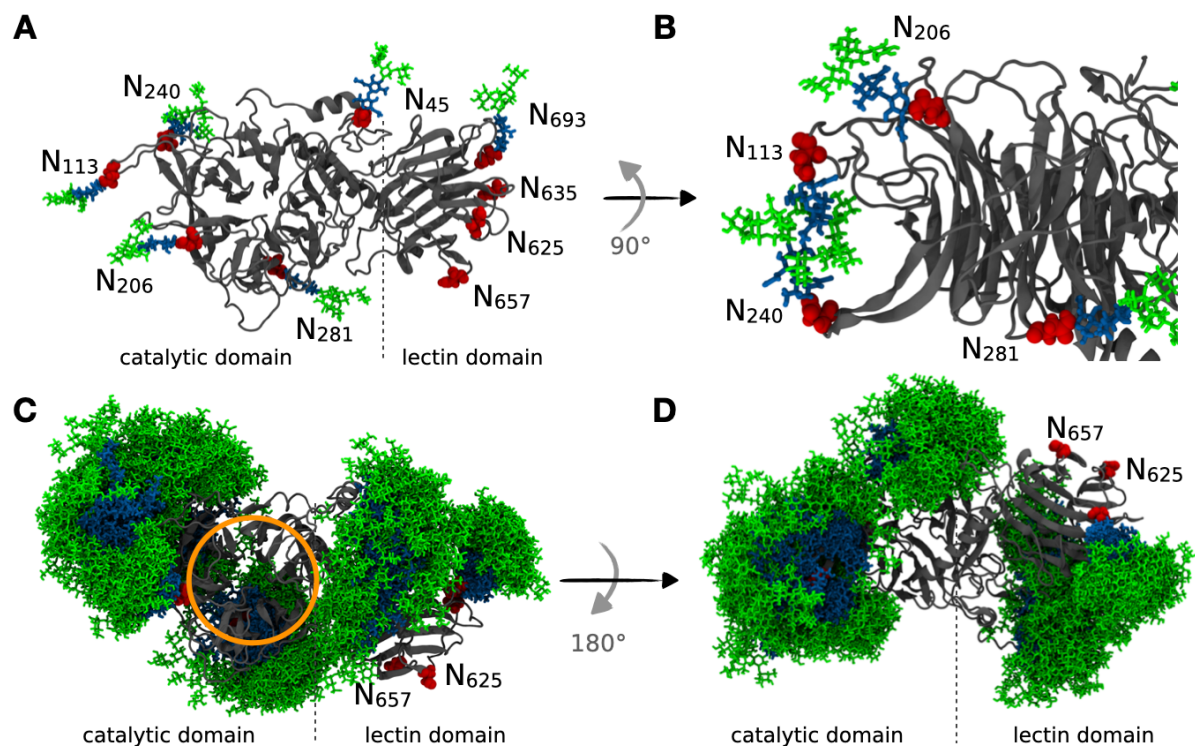 A
N240
N45
N693
N113
N635
N625
N206
N657
N281
catalytic domain
lectin domain
90°
B
N206
N113
N240
N281
C
N657
N625
catalytic domain
lectin domain
180°
D
N657
N625
catalytic domain
lectin domain